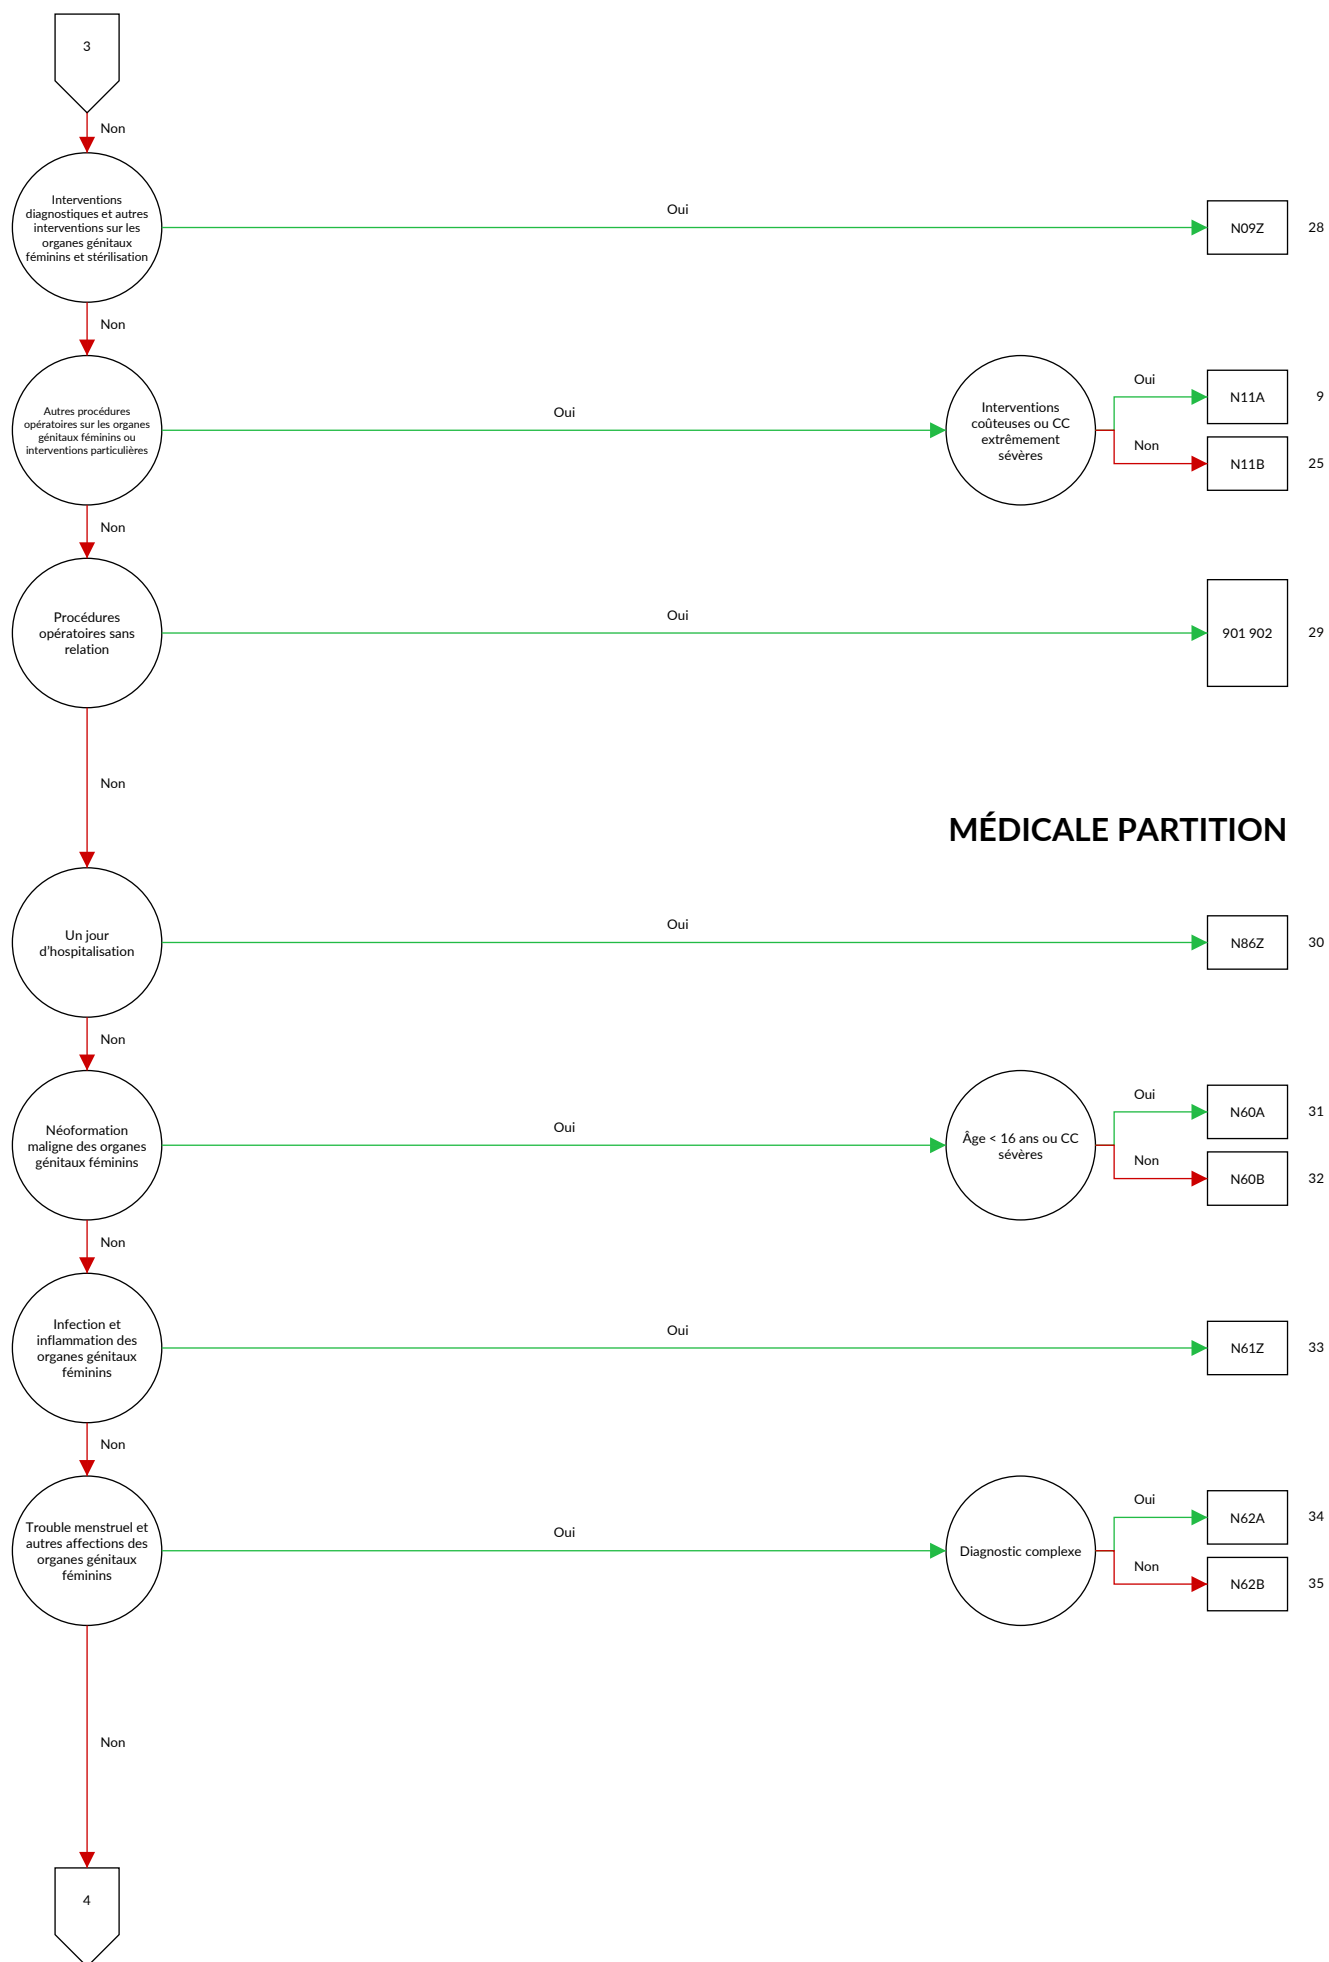 3
Non
Interventions
diagnostiques et autres
interventions sur les
organes génitaux
féminins et stérilisation
Oui
N09Z
28
Non
Autres procédures
opératoires sur les organes
génitaux féminins ou
interventions particulières
Oui
Interventions
coûteuses ou CC
extrêmement
sévères
Oui
N11A
9
Non
N11B
25
Non
Procédures
opératoires sans
relation
Oui
901 902
29
Non
MÉDICALE PARTITION
Un jour
d'hospitalisation
Oui
N86Z
30
Non
Néoformation
maligne des organes
génitaux féminins
Oui
Âge < 16 ans ou CC
sévères
Oui
N60A
31
Non
N60B
32
Non
Infection et
inflammation des
organes génitaux
féminins
Oui
N61Z
33
Non
Trouble menstruel et
autres affections des
organes génitaux
féminins
Oui
Diagnostic complexe
Oui
N62A
34
Non
N62B
35
Non
4